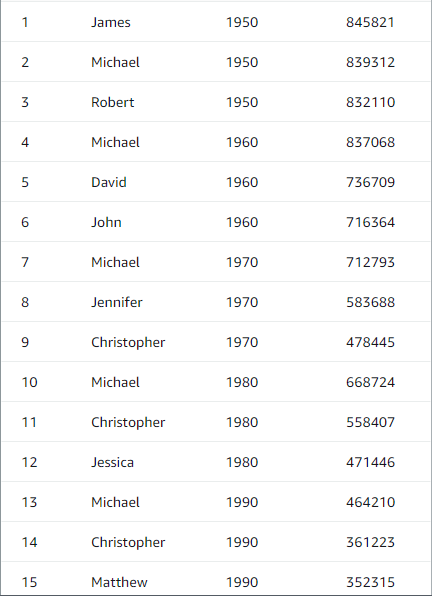 1 James 1950 845821
2 Michael 1950 839312
3 Robert 1950 832110
4 Michael 1960 837068
5 David 1960 736709
6 John 1960 716364
7 Michael 1970 712793
8 Jennifer 1970 583688
9 Christopher 1970 478445
10 Michael 1980 668724
11 Christopher 1980 558407
12 Jessica 1980 471446
13 Michael 1990 464210
14 Christopher 1990 361223
15 Matthew 1990 352315